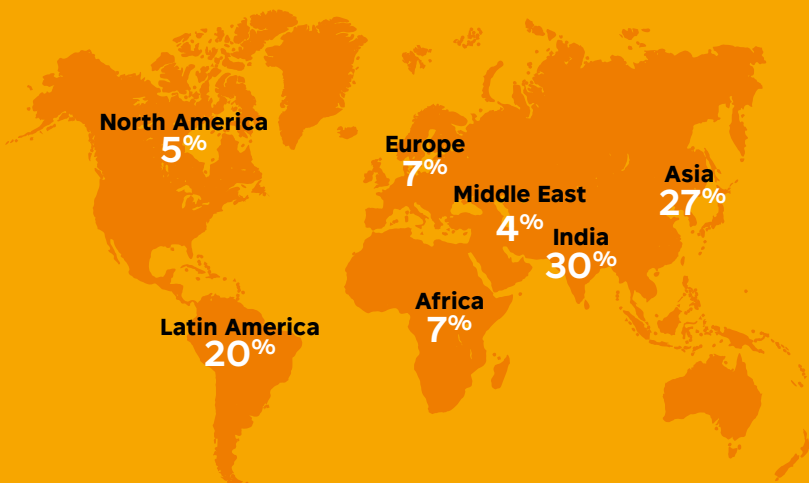 North America
5%
Europe
7%
Middle East
4%
Asia
27%
India
30%
Africa
7%
Latin America
20%